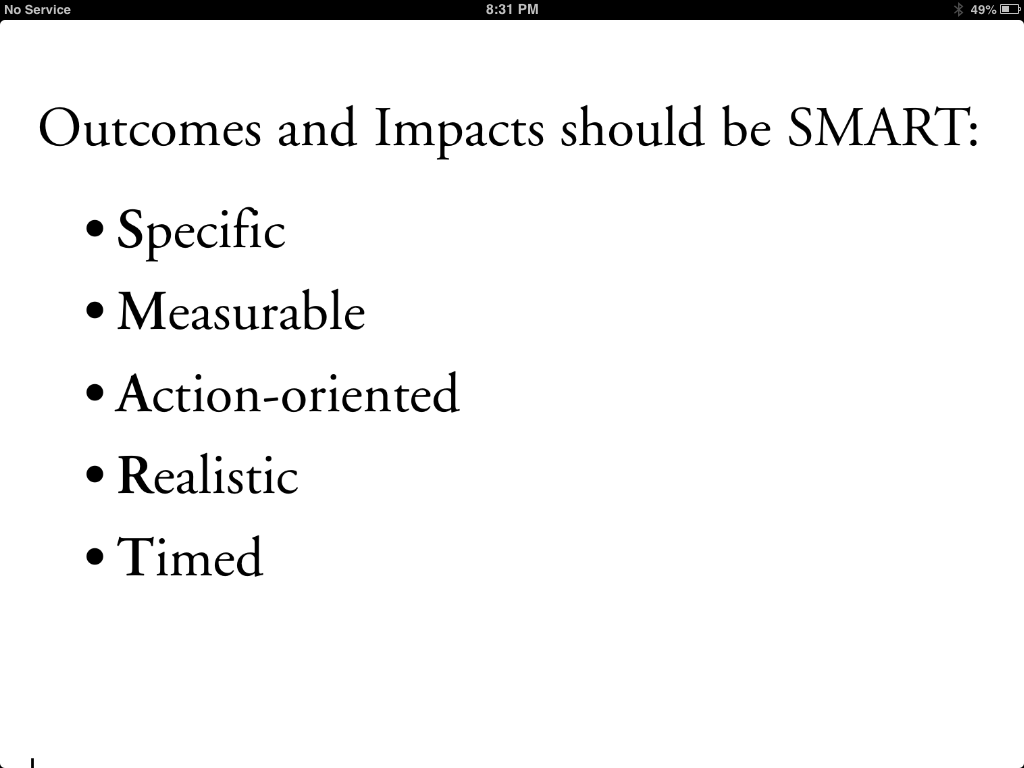 No Service 8:31 PM 49%
Outcomes and Impacts should be SMART:
• Specific
• Measurable
• Action-oriented
• Realistic
• Timed